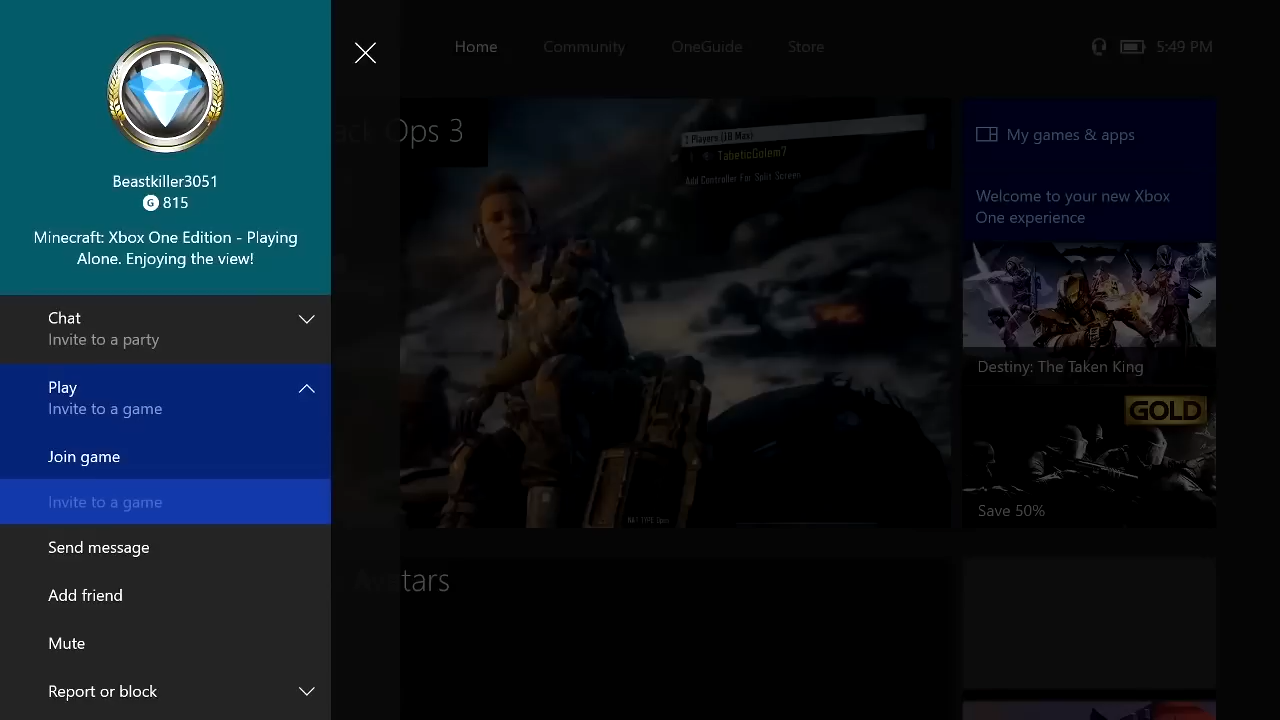 Beastkiller3051
G 815
Minecraft: Xbox One Edition - Playing
Alone. Enjoying the view!
Chat
Invite to a party
Play
Invite to a game
Join game
Invite to a game
Send message
Add friend
Mute
Report or block
Home
Community
OneGuide
Store
5:49 PM
Ops 3
1 Players (18 Max)
TabeticGolem7
Add Controller For Split Screen
My games & apps
Welcome to your new Xbox
One experience
Destiny: The Taken King
GOLD
Save 50%
Avatars